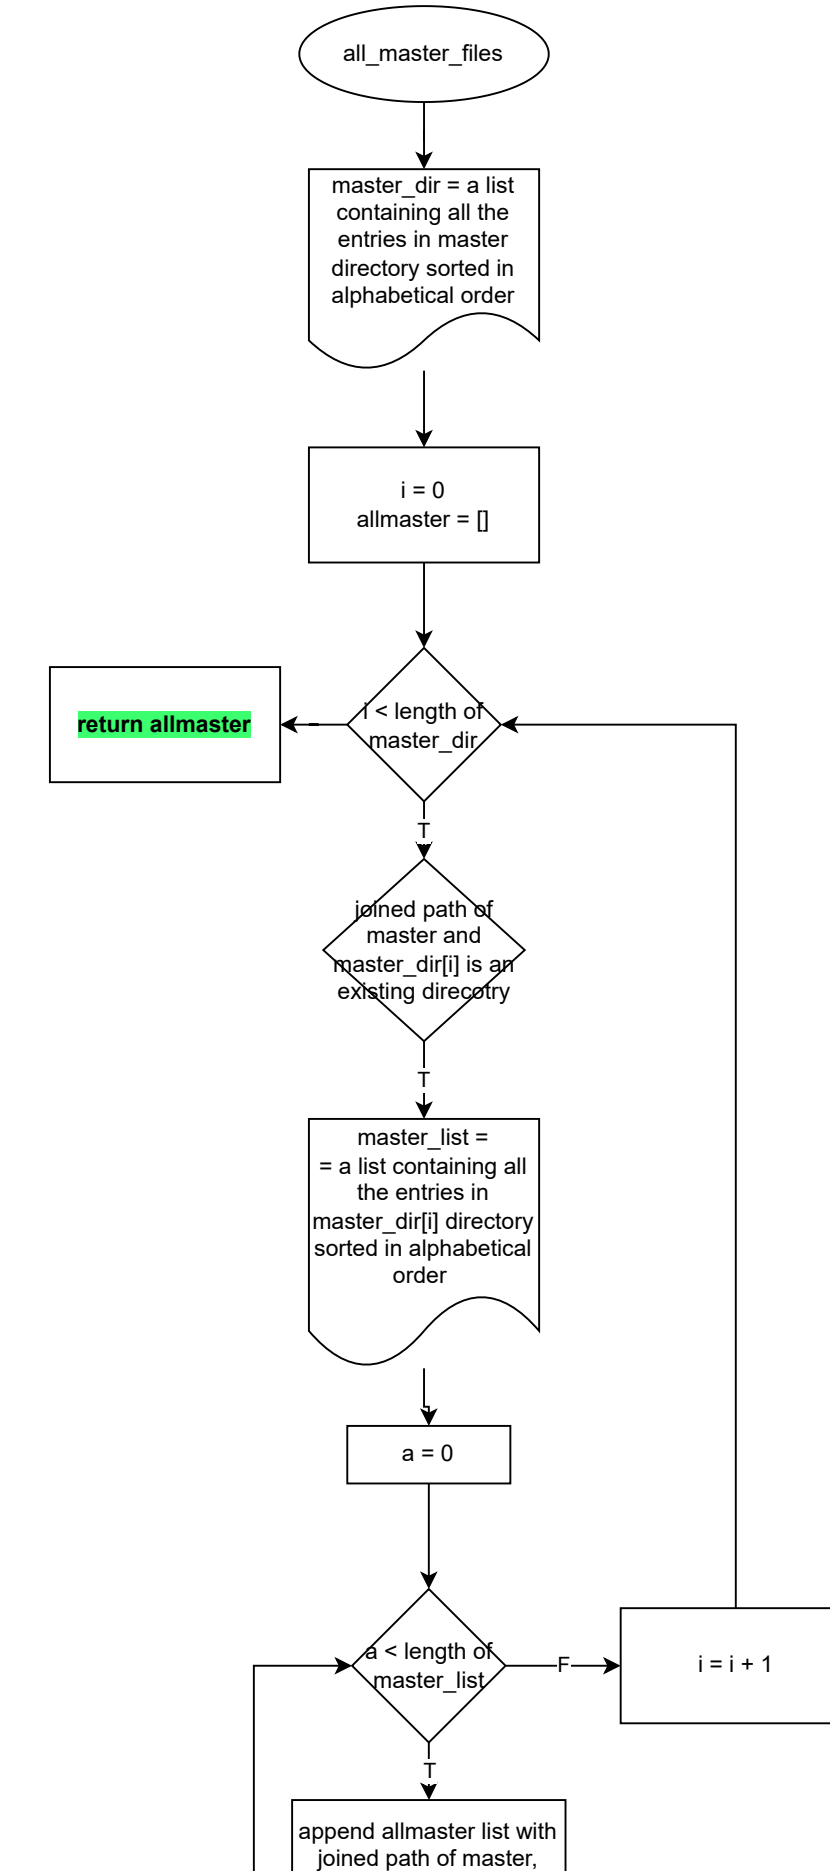 all_master_files
master_dir = a list
containing all the
entries in master
directory sorted in
alphabetical order
i = 0
allmaster = []
return allmaster
i < length of
master_dir
T
joined path of
master and
master_dir[i] is an
existing direcotry
T
master_list =
= a list containing all
the entries in
master_dir[i] directory
sorted in alphabetical
order
a = 0
a < length of
master_list
F
i = i + 1
T
append allmaster list with
joined path of master,